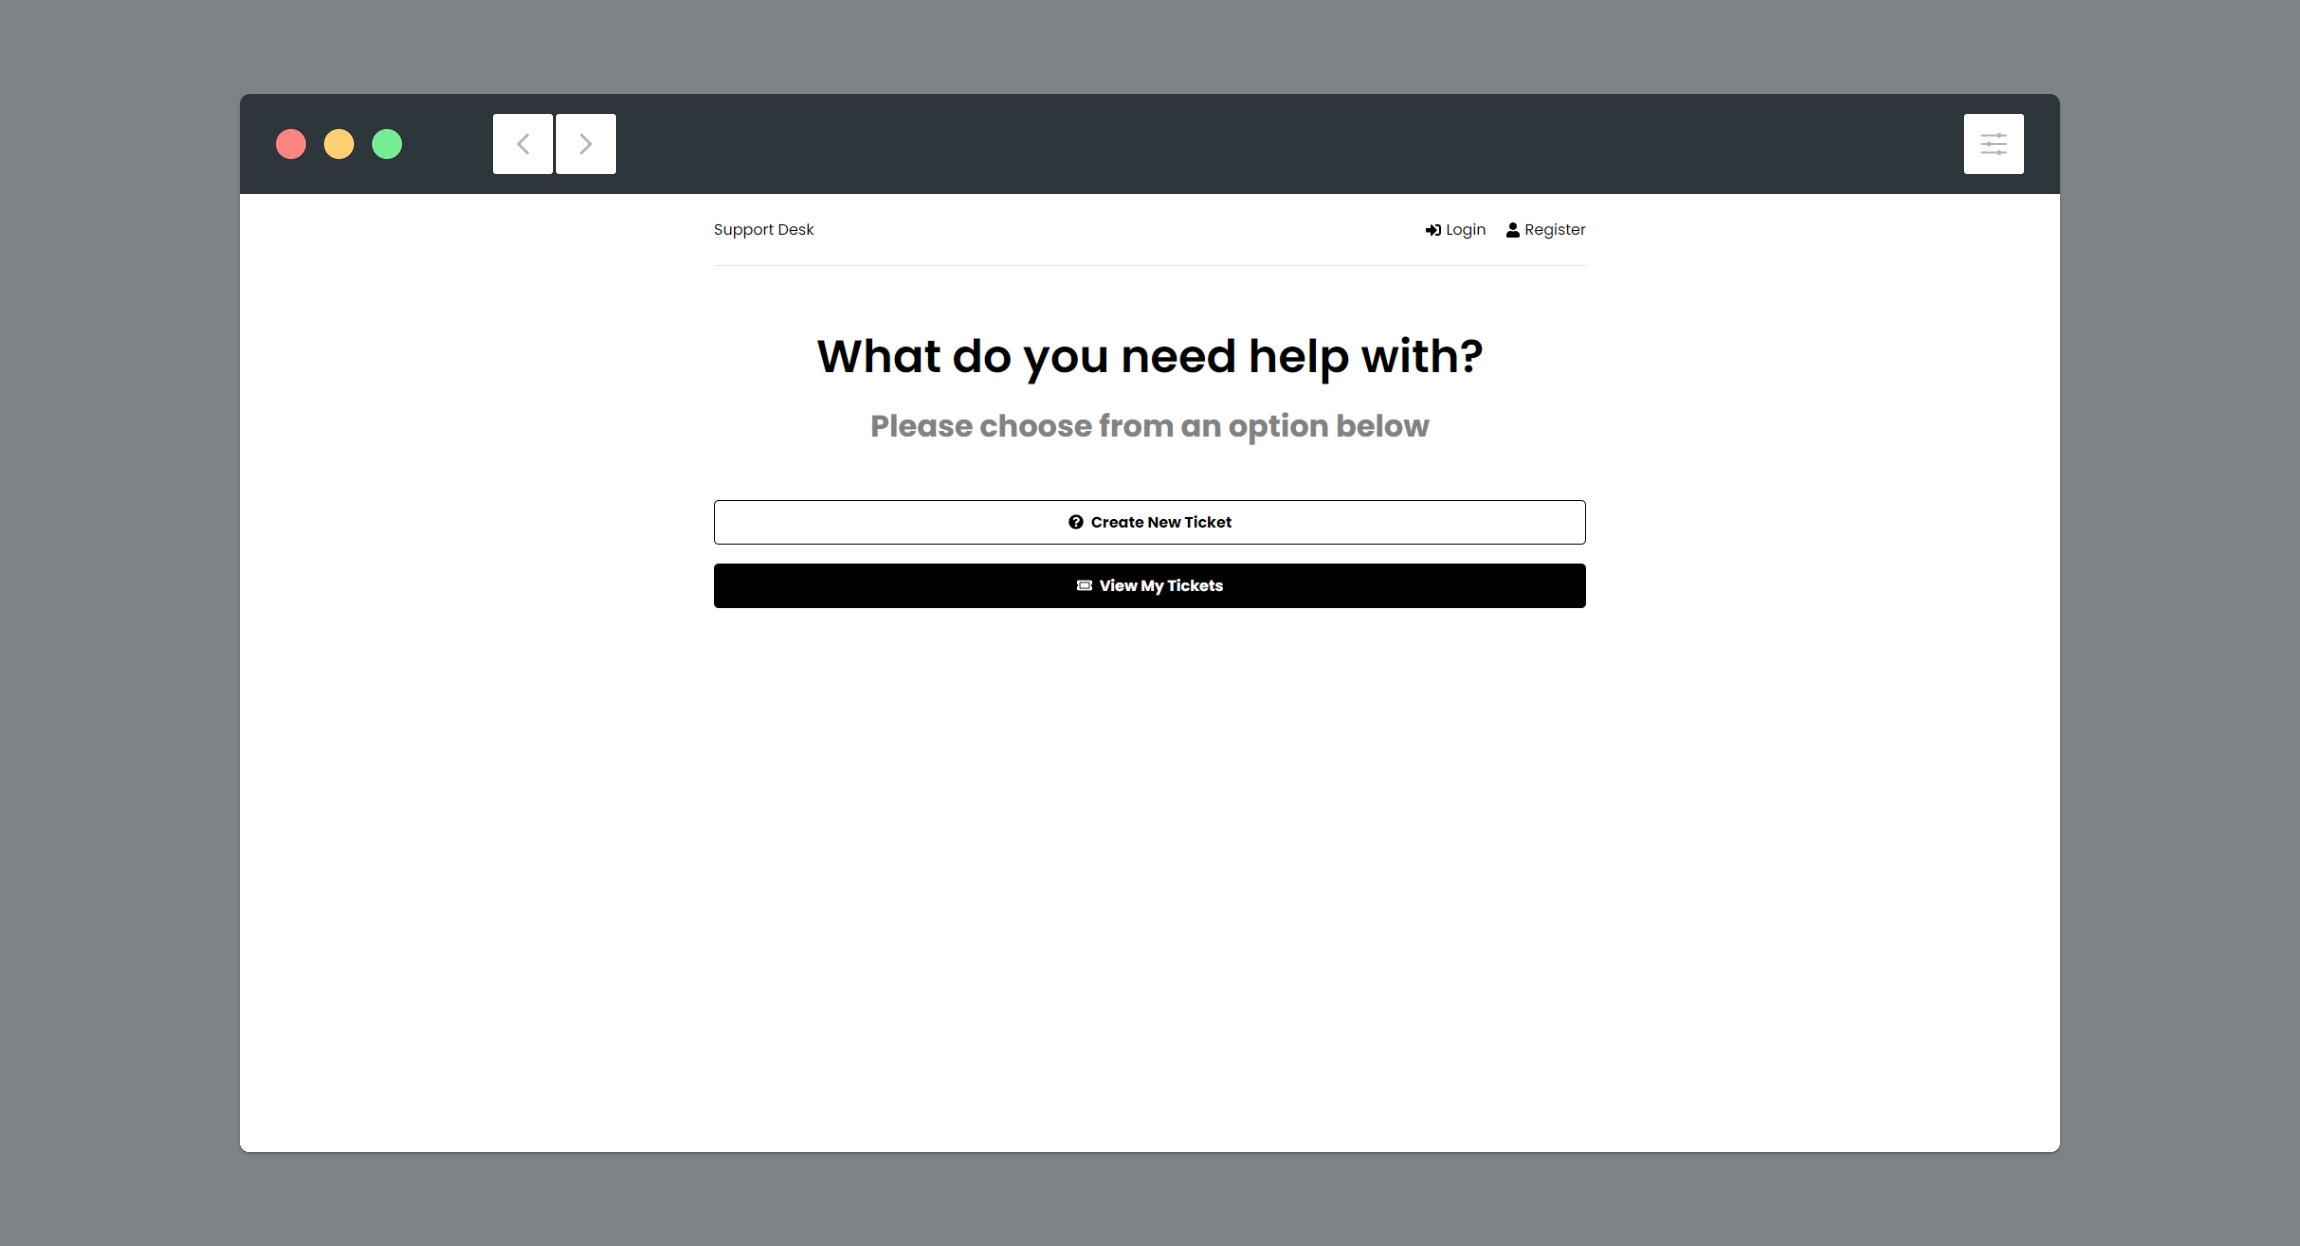 Support Desk
Login
Register
What do you need help with?
Please choose from an option below
Create New Ticket
View My Tickets